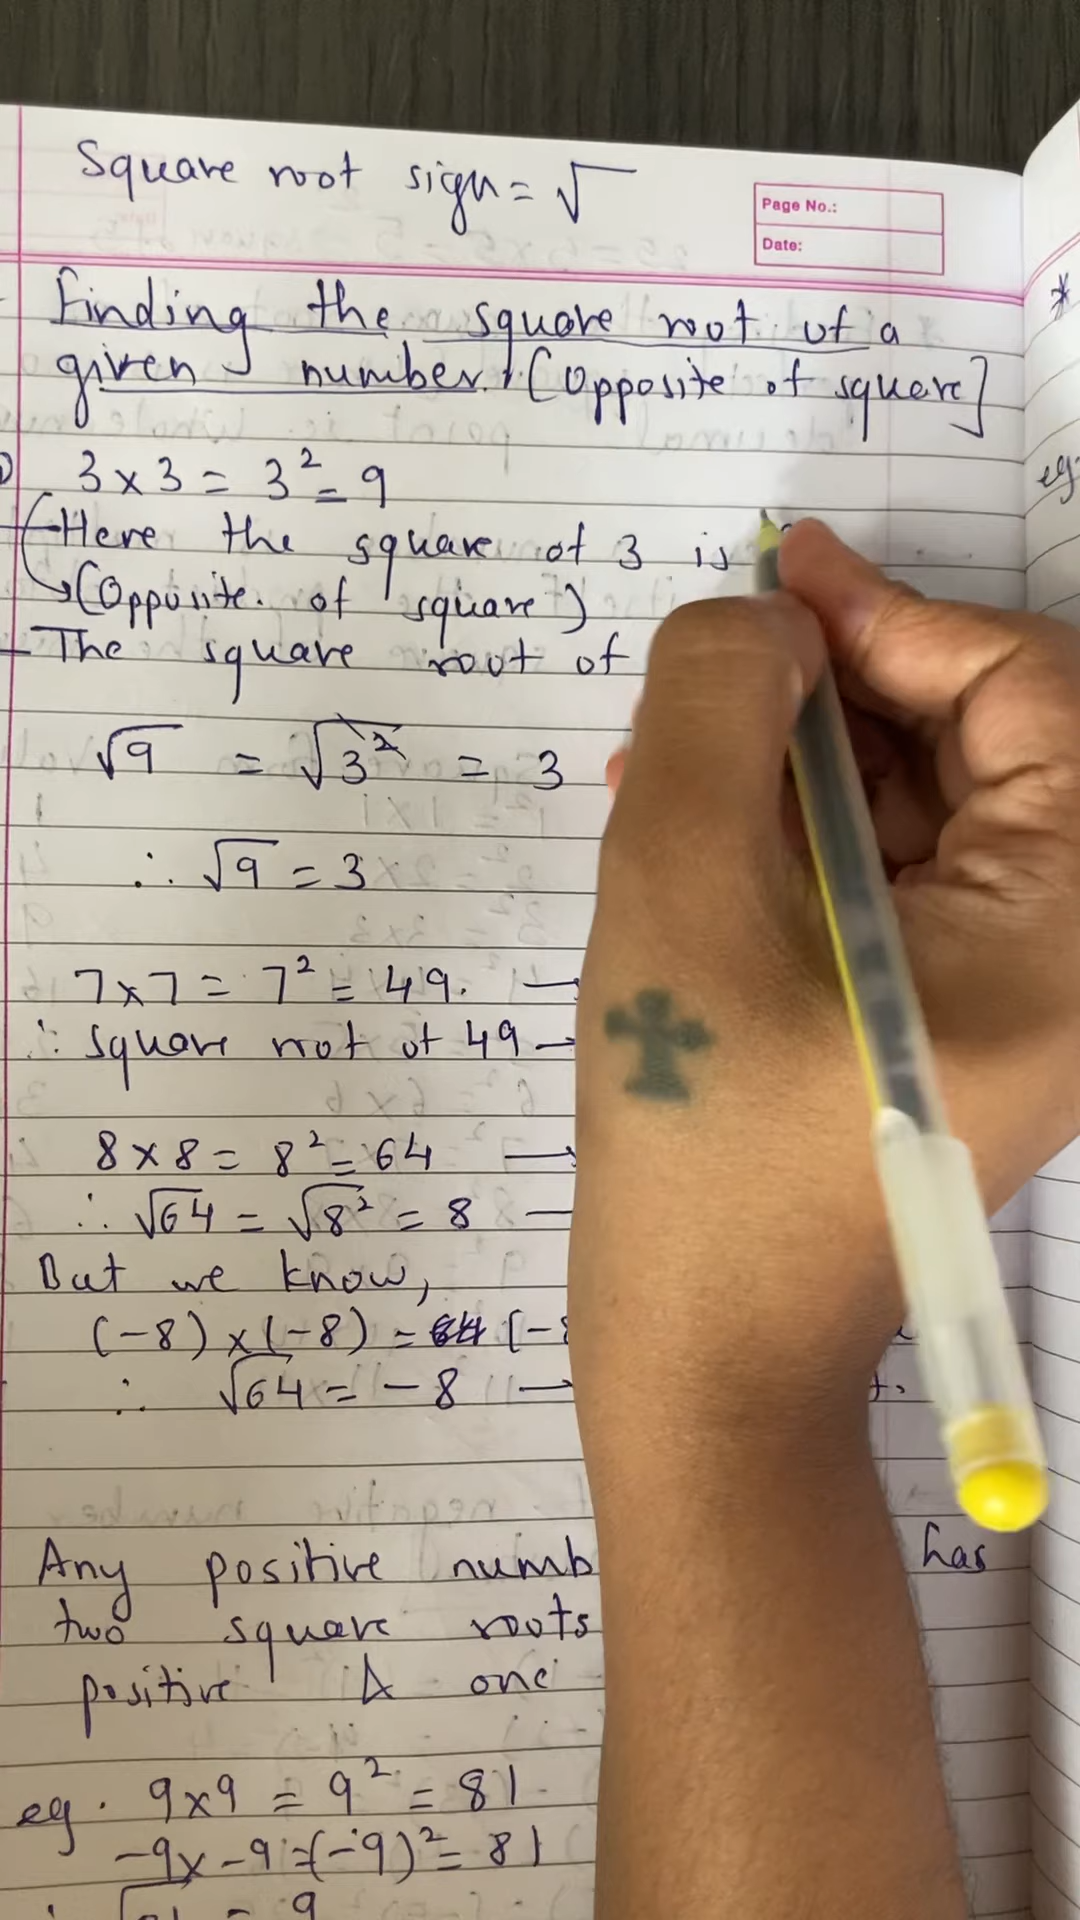 Square root sign = √
Page No.:
Date:
Finding the square root of a
given number. [Opposite of square]
3 x 3 = 3² = 9
Here the square of 3 is
(Opposite of square)
The square root of
√9 = √3² = 3
∴ √9 = 3
7 x 7 = 7² = 49. →
∴ square root of 49 →
8 x 8 = 8² = 64 →
∴ √64 = √8² = 8 →
But we know,
(-8) x (-8) = 64 (-8
∴ √64 = -8 →
Any positive numb has
two square roots
positive & one
eg. 9x9 = 9² = 81
-9x-9 = (-9)² = 81
= 9
*
eg.